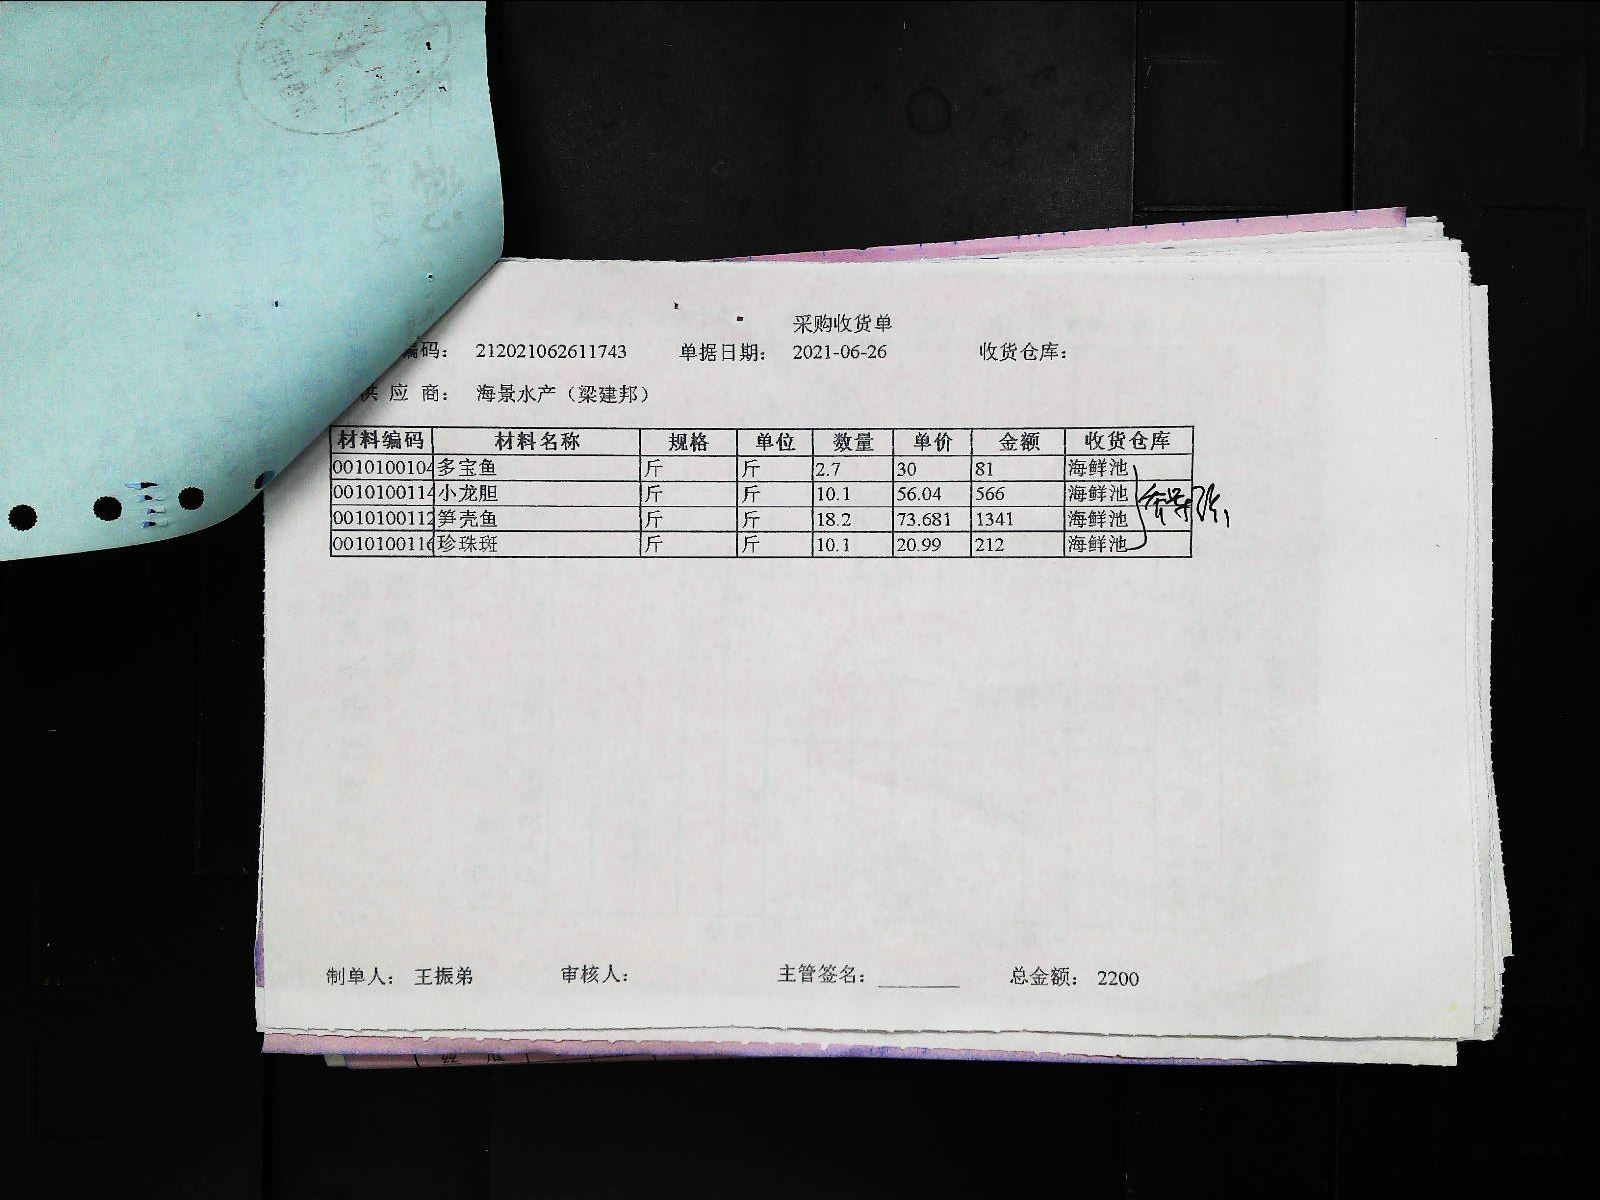 采购收货单
编码： 212021062611743 单据日期： 2021-06-26 收货仓库：
供 应 商： 海景水产（梁建邦）
材料编码 材料名称 规格 单位 数量 单价 金额 收货仓库
0010100104 多宝鱼 斤 斤 2.7 30 81 海鲜池
0010100114 小龙胆 斤 斤 10.1 56.04 566 海鲜池
0010100112 笋壳鱼 斤 斤 18.2 73.681 1341 海鲜池
0010100116 珍珠斑 斤 斤 10.1 20.99 212 海鲜池
制单人： 王振弟 审核人： 主管签名： 总金额： 2200